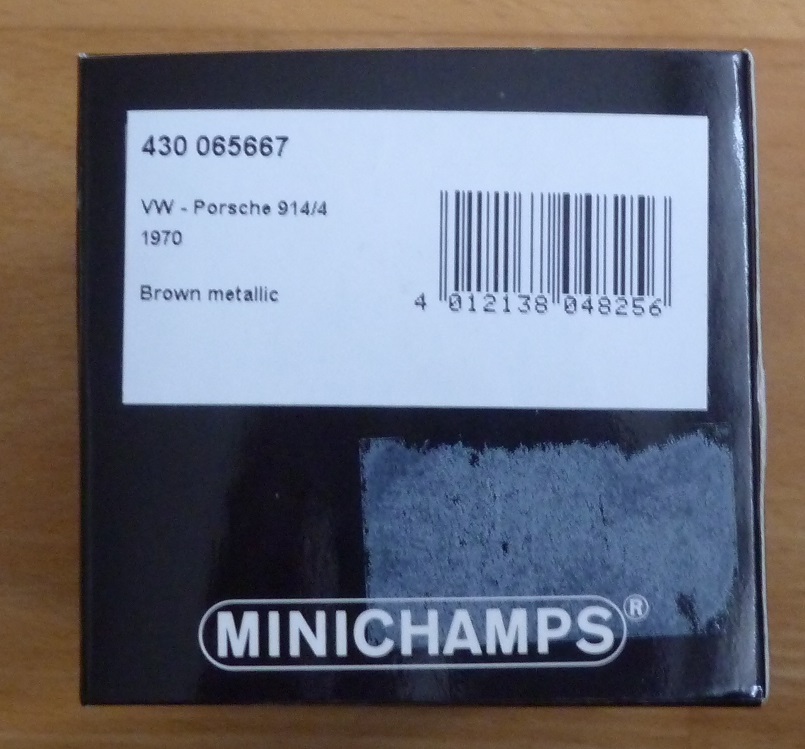 430 065667
VW - Porsche 914/4
1970
Brown metallic
4 012138 048256
MINICHAMPS®